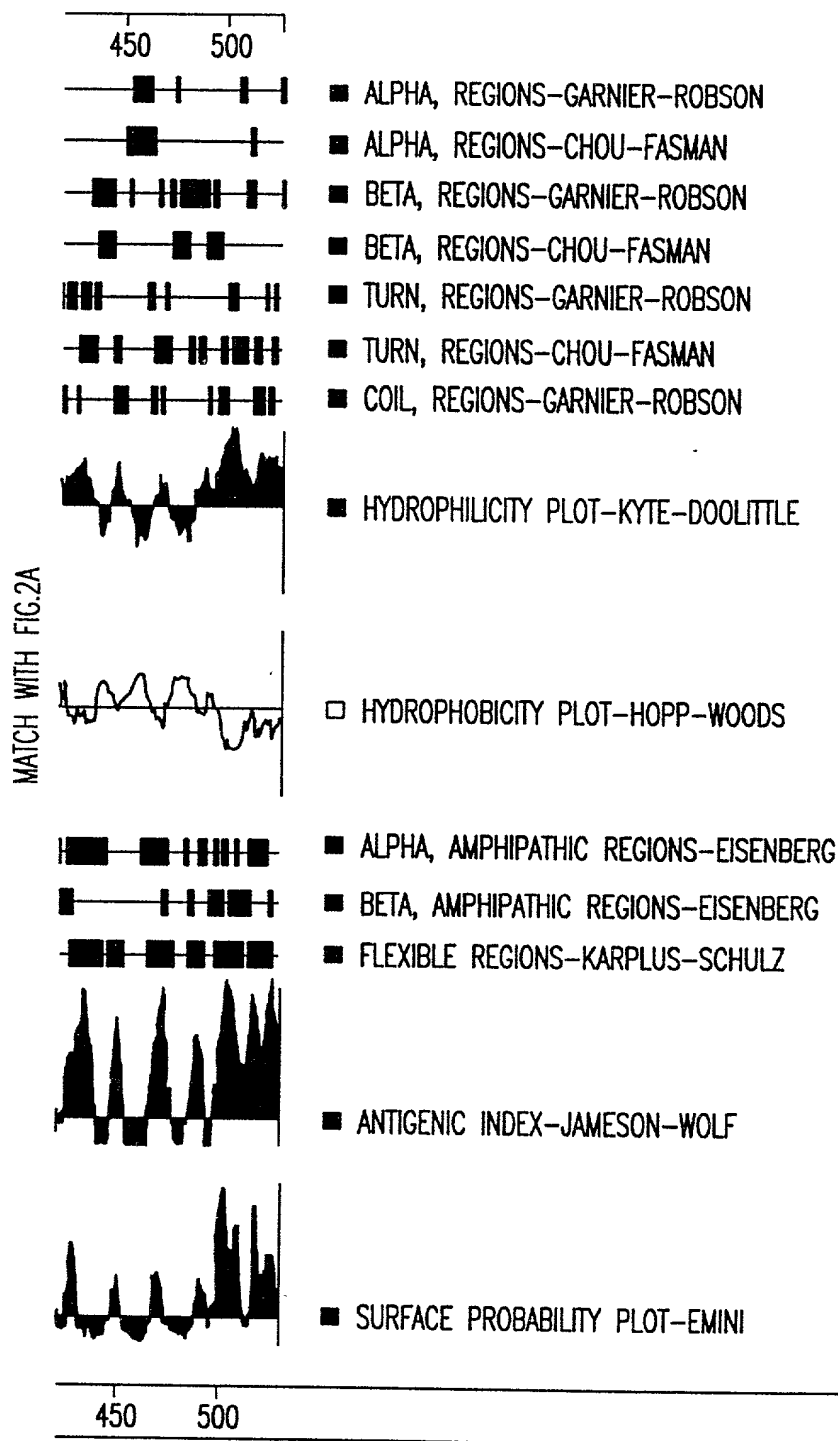 450 500
ALPHA, REGIONS-GARNIER-ROBSON
ALPHA, REGIONS-CHOU-FASMAN
BETA, REGIONS-GARNIER-ROBSON
BETA, REGIONS-CHOU-FASMAN
TURN, REGIONS-GARNIER-ROBSON
TURN, REGIONS-CHOU-FASMAN
COIL, REGIONS-GARNIER-ROBSON
HYDROPHILICITY PLOT-KYTE-DOOLITTLE
MATCH WITH FIG.2A
HYDROPHOBICITY PLOT-HOPP-WOODS
ALPHA, AMPHIPATHIC REGIONS-EISENBERG
BETA, AMPHIPATHIC REGIONS-EISENBERG
FLEXIBLE REGIONS-KARPLUS-SCHULZ
ANTIGENIC INDEX-JAMESON-WOLF
SURFACE PROBABILITY PLOT-EMINI
450 500